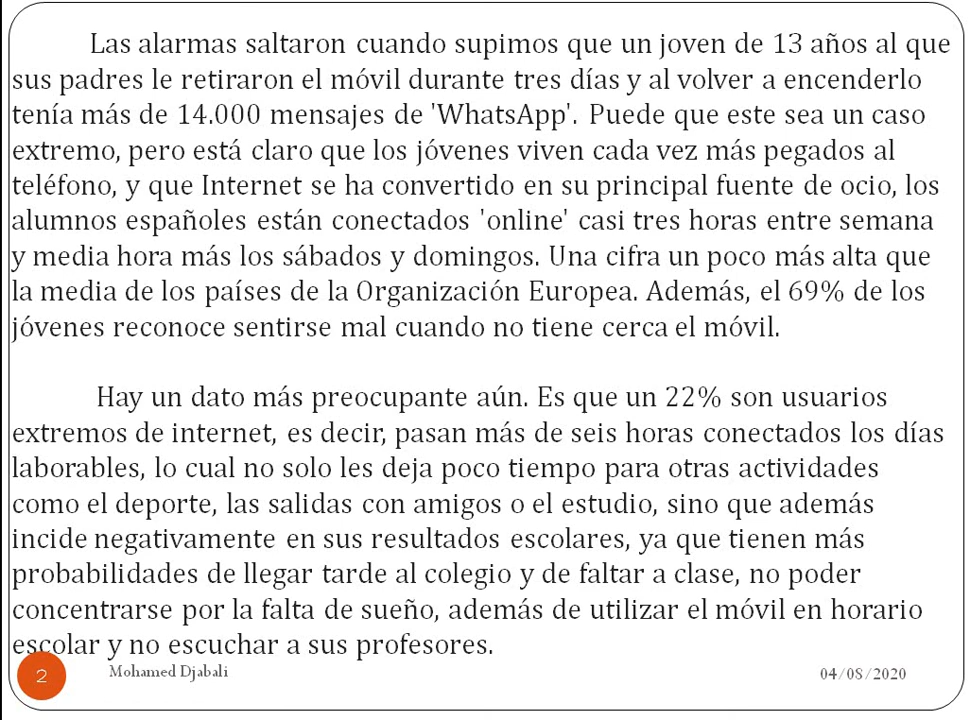 Las alarmas saltaron cuando supimos que un joven de 13 años al que
sus padres le retiraron el móvil durante tres días y al volver a encenderlo
tenía más de 14.000 mensajes de 'WhatsApp'. Puede que este sea un caso
extremo, pero está claro que los jóvenes viven cada vez más pegados al
teléfono, y que Internet se ha convertido en su principal fuente de ocio, los
alumnos españoles están conectados 'online' casi tres horas entre semana
y media hora más los sábados y domingos. Una cifra un poco más alta que
la media de los países de la Organización Europea. Además, el 69% de los
jóvenes reconoce sentirse mal cuando no tiene cerca el móvil.
Hay un dato más preocupante aún. Es que un 22% son usuarios
extremos de internet, es decir, pasan más de seis horas conectados los días
laborables, lo cual no solo les deja poco tiempo para otras actividades
como el deporte, las salidas con amigos o el estudio, sino que además
incide negativamente en sus resultados escolares, ya que tienen más
probabilidades de llegar tarde al colegio y de faltar a clase, no poder
concentrarse por la falta de sueño, además de utilizar el móvil en horario
escolar y no escuchar a sus profesores.
2 Mohamed Djabali 04/08/2020